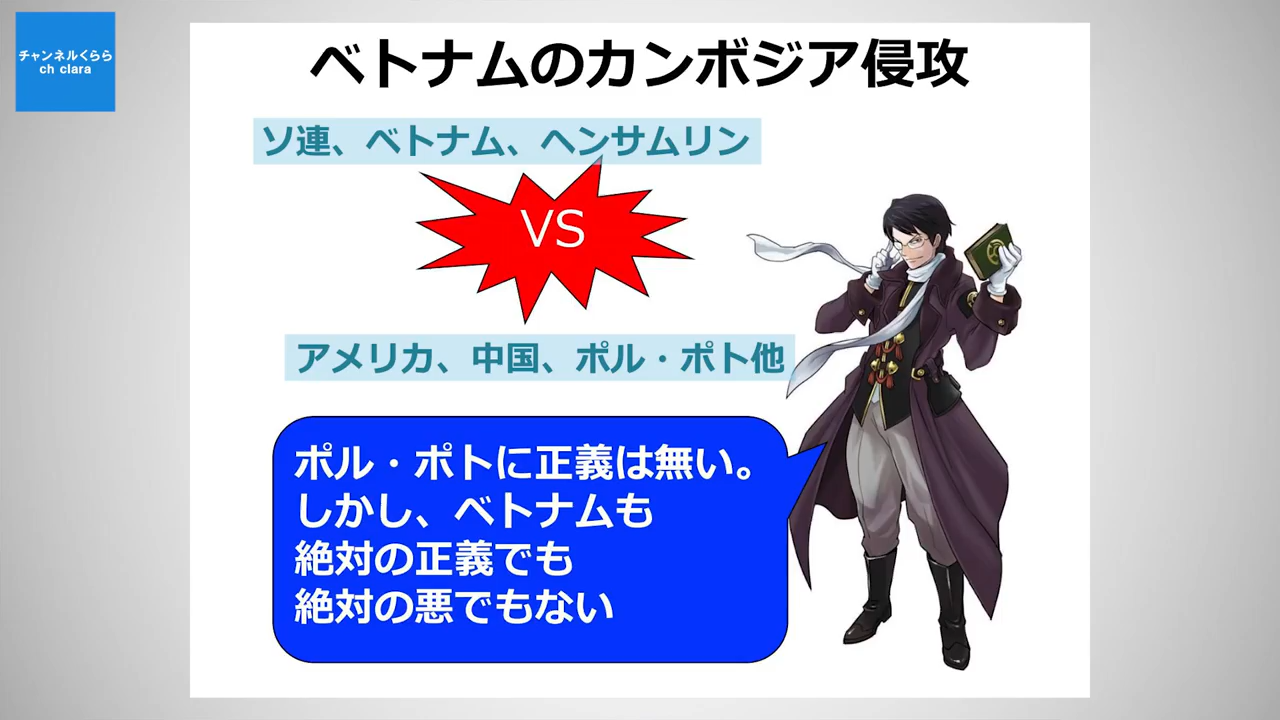 チャンネルくらら
ch clara
ベトナムのカンボジア侵攻
ソ連、ベトナム、ヘンサムリン
VS
アメリカ、中国、ポル・ポト他
ポル・ポトに正義は無い。
しかし、ベトナムも
絶対の正義でも
絶対の悪でもない